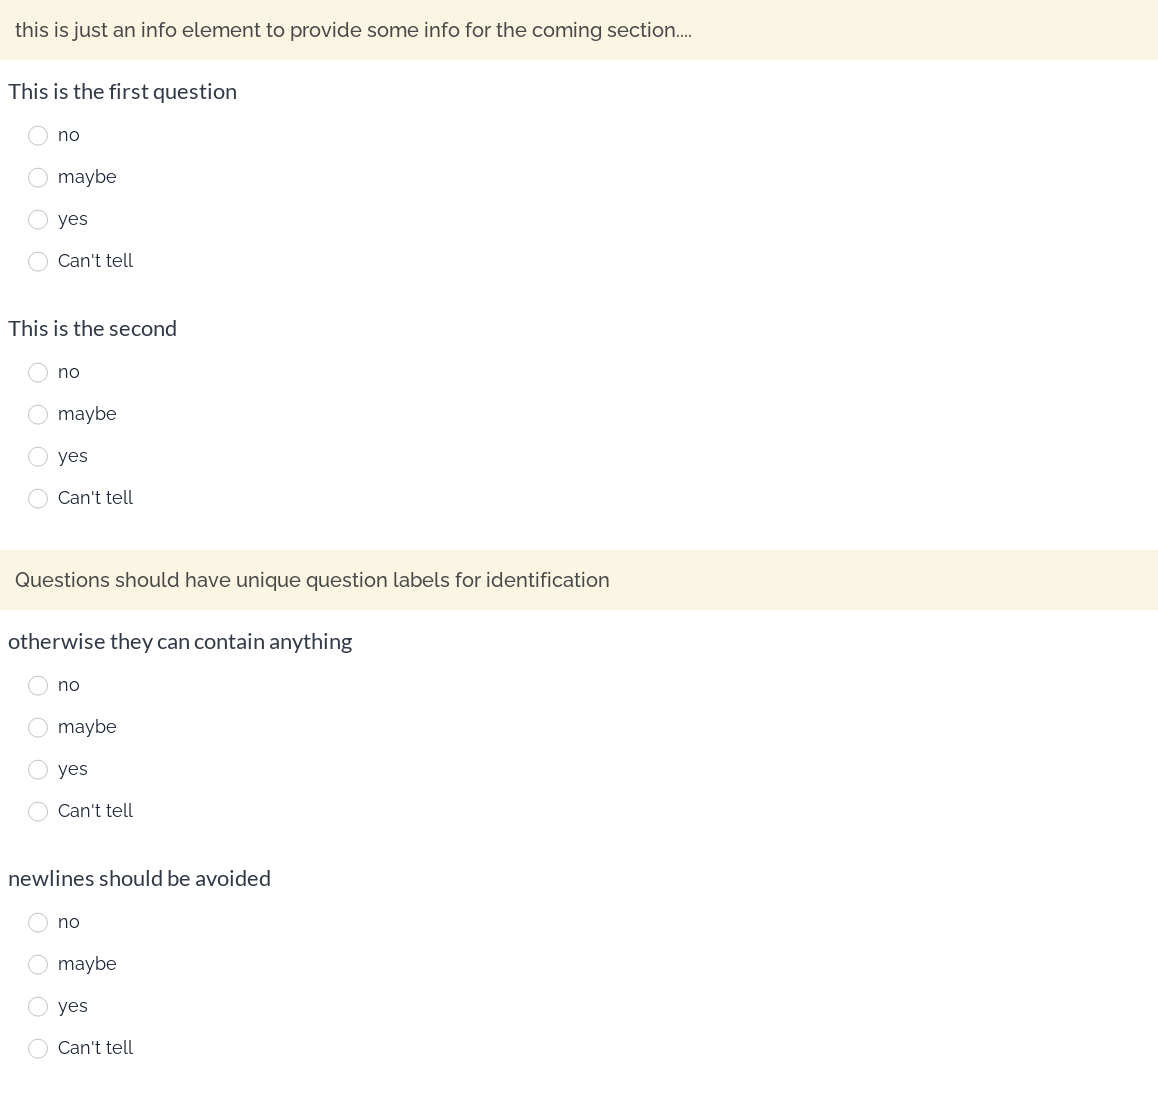 this is just an info element to provide some info for the coming section....
This is the first question
no
maybe
yes
Can't tell
This is the second
no
maybe
yes
Can't tell
Questions should have unique question labels for identification
otherwise they can contain anything
no
maybe
yes
Can't tell
newlines should be avoided
no
maybe
yes
Can't tell